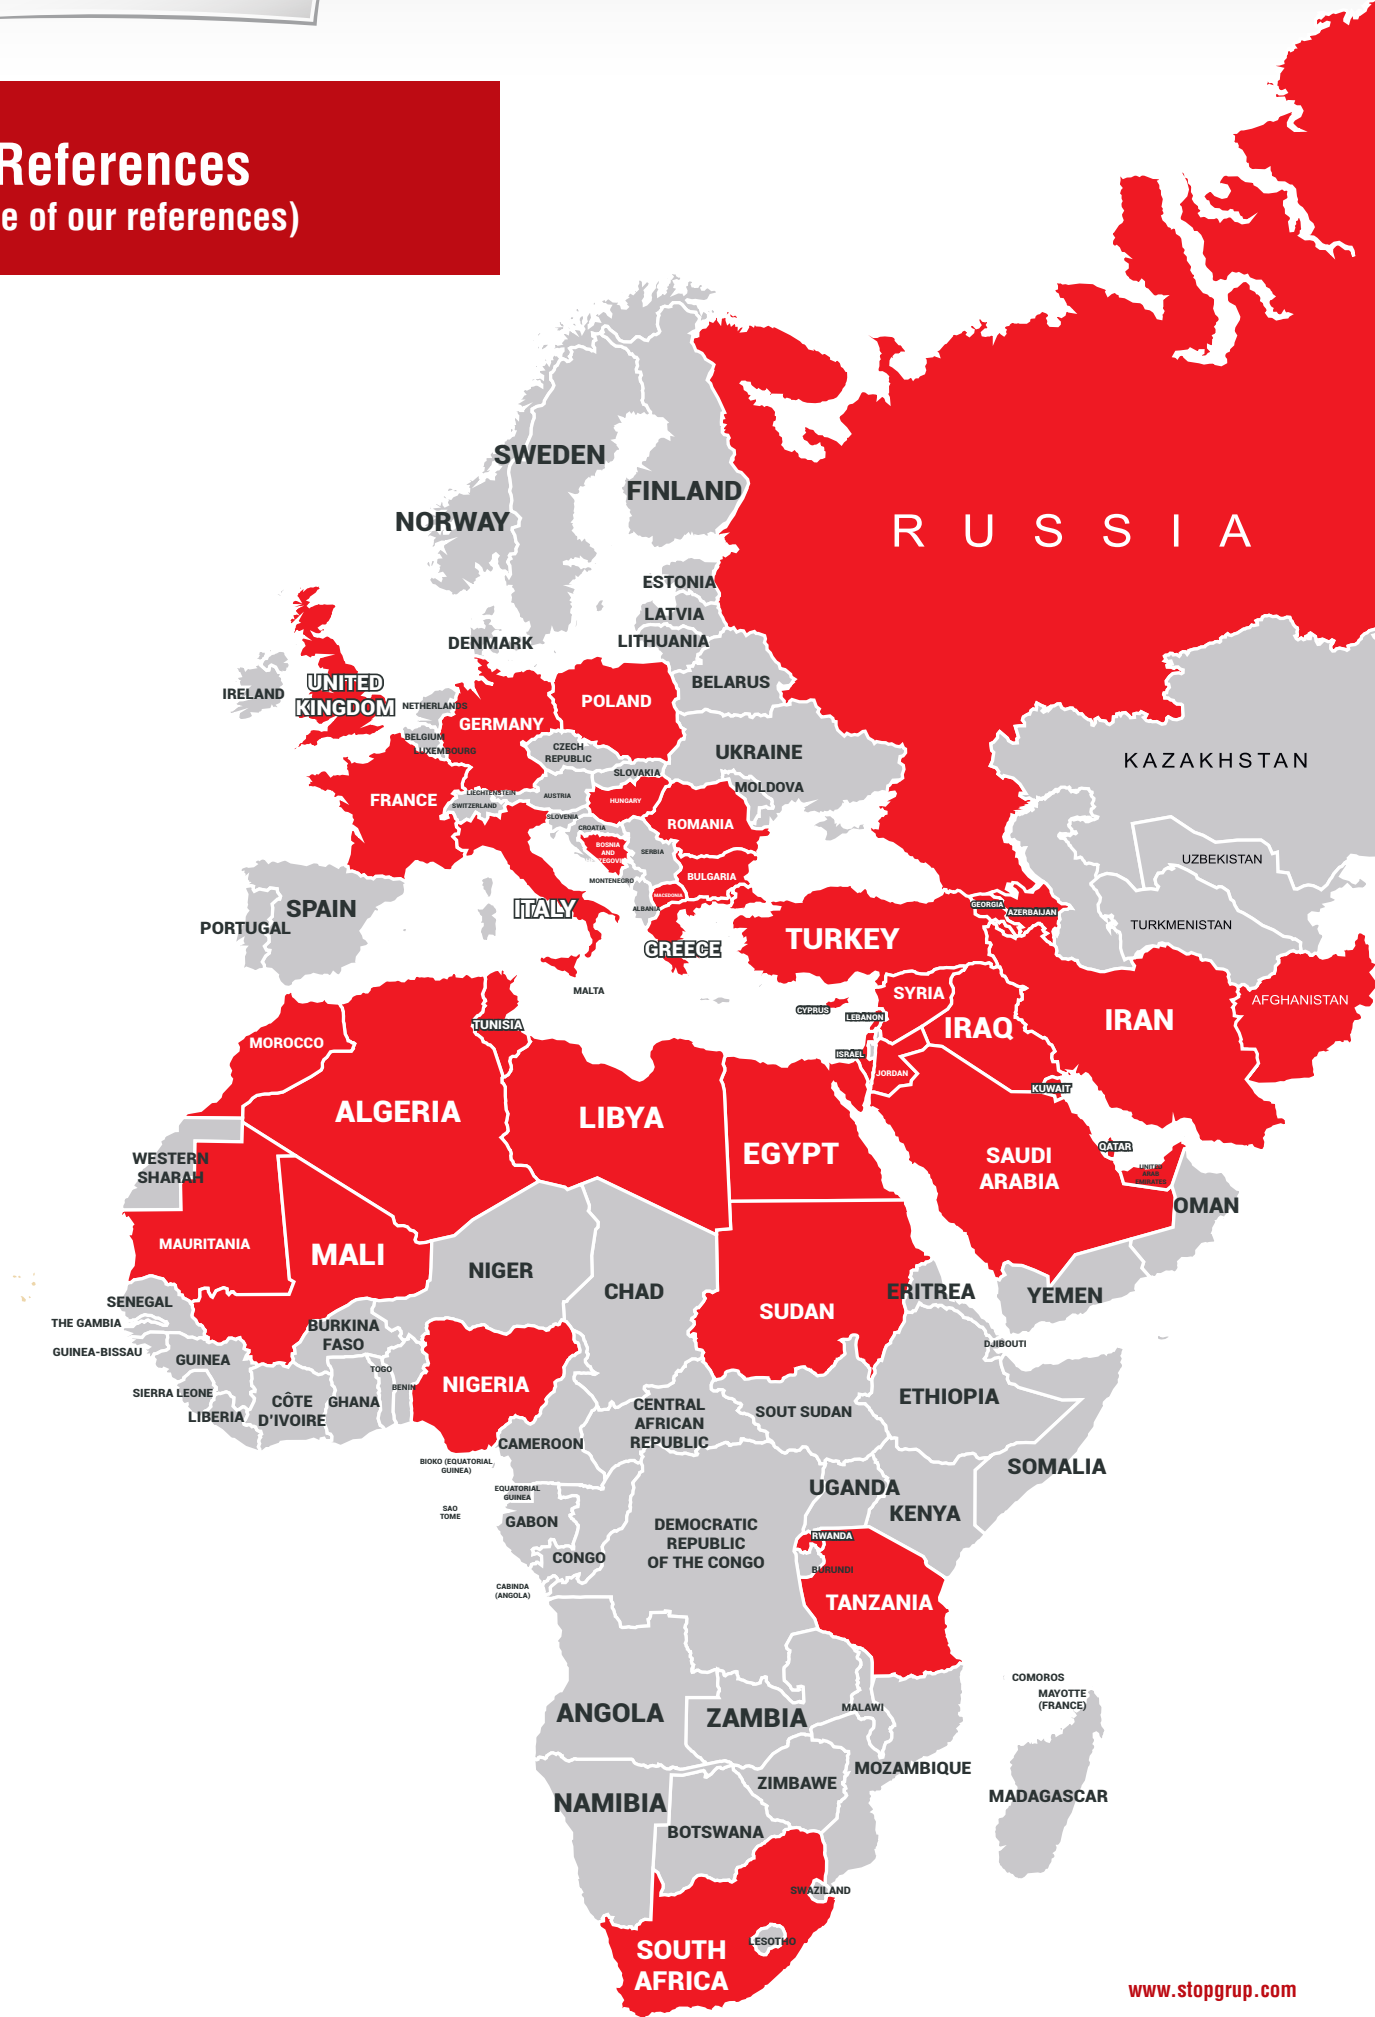 References
e of our references)
RUSSIA
SWEDEN
FINLAND
NORWAY
ESTONIA
LATVIA
LITHUANIA
DENMARK
BELARUS
IRELAND
UNITED
KINGDOM
NETHERLANDS
POLAND
GERMANY
BELGIUM
LUXEMBOURG
CZECH
REPUBLIC
UKRAINE
KAZAKHSTAN
SLOVAKIA
MOLDOVA
LIECHTENSTEIN
AUSTRIA
FRANCE
SWITZERLAND
HUNGARY
SLOVENIA
ROMANIA
CROATIA
BOSNIA
AND
SERBIA
UZBEKISTAN
MONTENEGRO
BULGARIA
MACEDONIA
ALBANIA
SPAIN
ITALY
PORTUGAL
GEORGIA
AZERBAIJAN
TURKMENISTAN
TURKEY
GREECE
MALTA
SYRIA
AFGHANISTAN
CYPRUS
LEBANON
TUNISIA
IRAQ
IRAN
MOROCCO
ISRAEL
JORDAN
KUWAIT
ALGERIA
LIBYA
EGYPT
QATAR
SAUDI
ARABIA
WESTERN
SHARAH
UNITED
ARAB
EMIRATES
OMAN
MAURITANIA
MALI
NIGER
CHAD
ERITREA
YEMEN
SENEGAL
SUDAN
THE GAMBIA
BURKINA
FASO
DJIBOUTI
GUINEA-BISSAU
GUINEA
TOGO
BENIN
NIGERIA
SIERRA LEONE
CÔTE
D'IVOIRE
GHANA
LIBERIA
CENTRAL
AFRICAN
REPUBLIC
SOUT SUDAN
ETHIOPIA
CAMEROON
BIOKO (EQUATORIAL
GUINEA)
SOMALIA
EQUATORIAL
GUINEA
UGANDA
KENYA
SAO
TOME
GABON
DEMOCRATIC
REPUBLIC
OF THE CONGO
RWANDA
CONGO
BURUNDI
CABINDA
(ANGOLA)
TANZANIA
COMOROS
MAYOTTE
(FRANCE)
ANGOLA
ZAMBIA
MALAWI
MOZAMBIQUE
ZIMBAWE
MADAGASCAR
NAMIBIA
BOTSWANA
SWAZILAND
LESOTHO
SOUTH
AFRICA
www.stopgrup.com